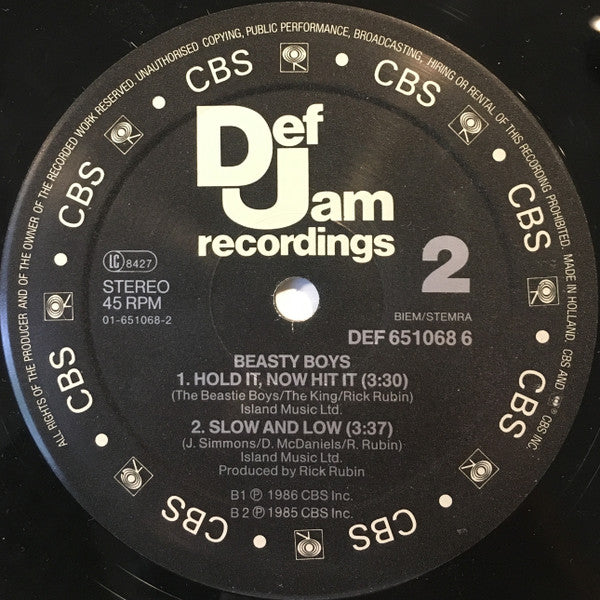 ALL RIGHTS OF THE PRODUCER AND OF THE OWNER OF THE RECORDED WORK RESERVED. UNAUTHORISED COPYING, PUBLIC PERFORMANCE, BROADCASTING, HIRING OR RENTAL OF THIS RECORDING PROHIBITED. MADE IN HOLLAND. CBS AND ARE ® CBS INC.
CBS
CBS
CBS
CBS
CBS
CBS
CBS
CBS
Def
Jam
recordings
LC 8427
STEREO
45 RPM
01-651068-2
2
BIEM/STEMRA
DEF 651068 6
BEASTY BOYS
1. HOLD IT, NOW HIT IT (3:30)
(The Beastie Boys/The King/Rick Rubin)
Island Music Ltd.
2. SLOW AND LOW (3:37)
(J. Simmons/D. McDaniels/R. Rubin)
Island Music Ltd.
Produced by Rick Rubin
B1 ℗ 1986 CBS Inc.
B2 ℗ 1985 CBS Inc.